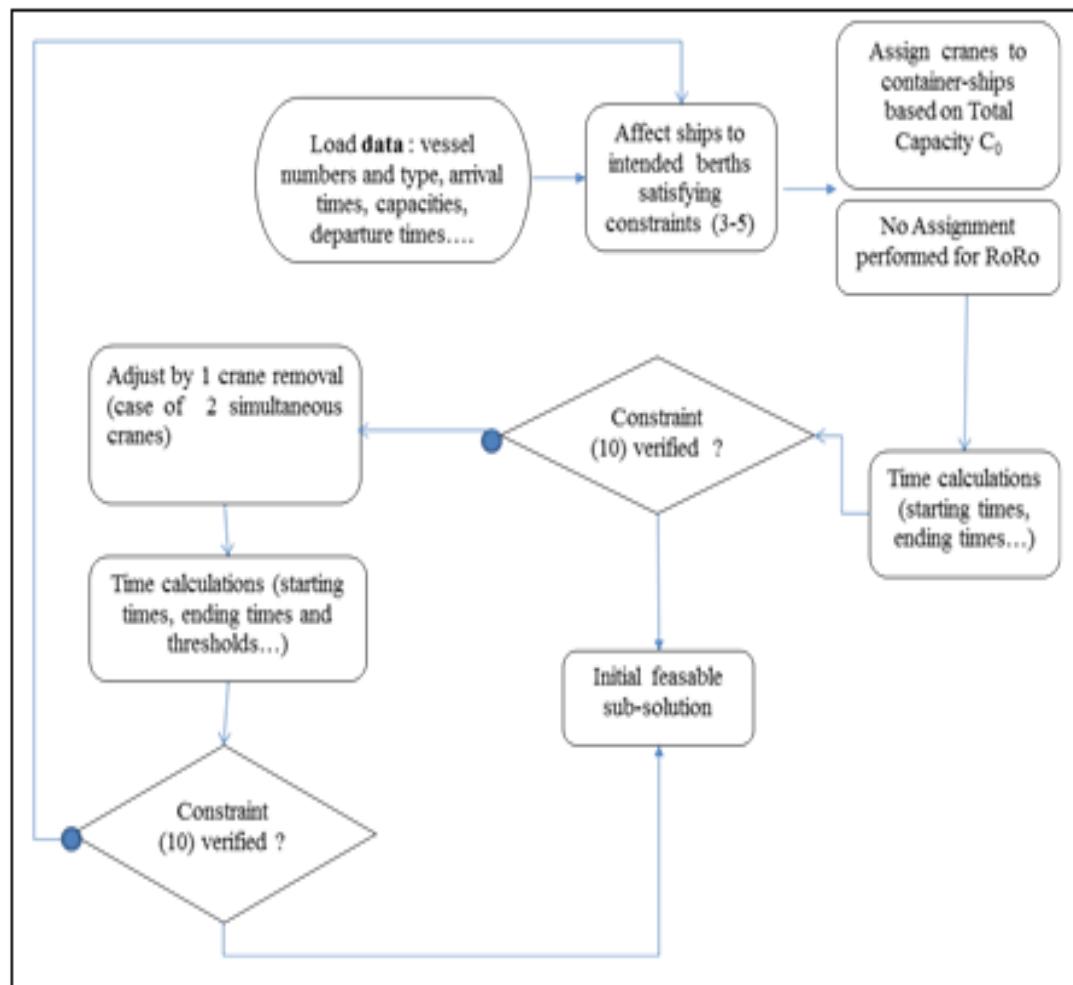 Load data : vessel
numbers and type, arrival
times, capacities,
departure times....
Affect ships to
intended berths
satisfying
constraints (3-5)
Assign cranes to
container-ships
based on Total
Capacity C₀
No Assignment
performed for RoRo
Time calculations
(starting times,
ending times…)
Constraint
(10) verified ?
Adjust by 1 crane removal
(case of 2 simultaneous
cranes)
Time calculations (starting
times, ending times and
thresholds…)
Constraint
(10) verified ?
Initial feasable
sub-solution